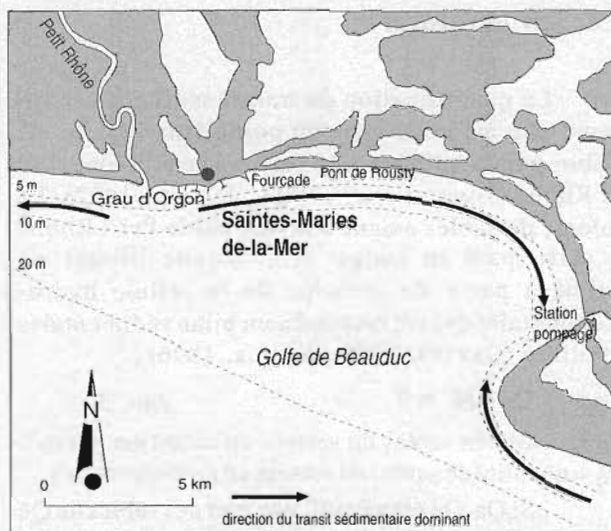 Petit Rhône
5 m
Grau d'Orgon
Fourcade
Pont de Rousty
10 m
Saintes-Maries
de-la-Mer
20 m
Station
pompage
Golfe de Beauduc
N
0
5 km
direction du transit sédimentaire dominant